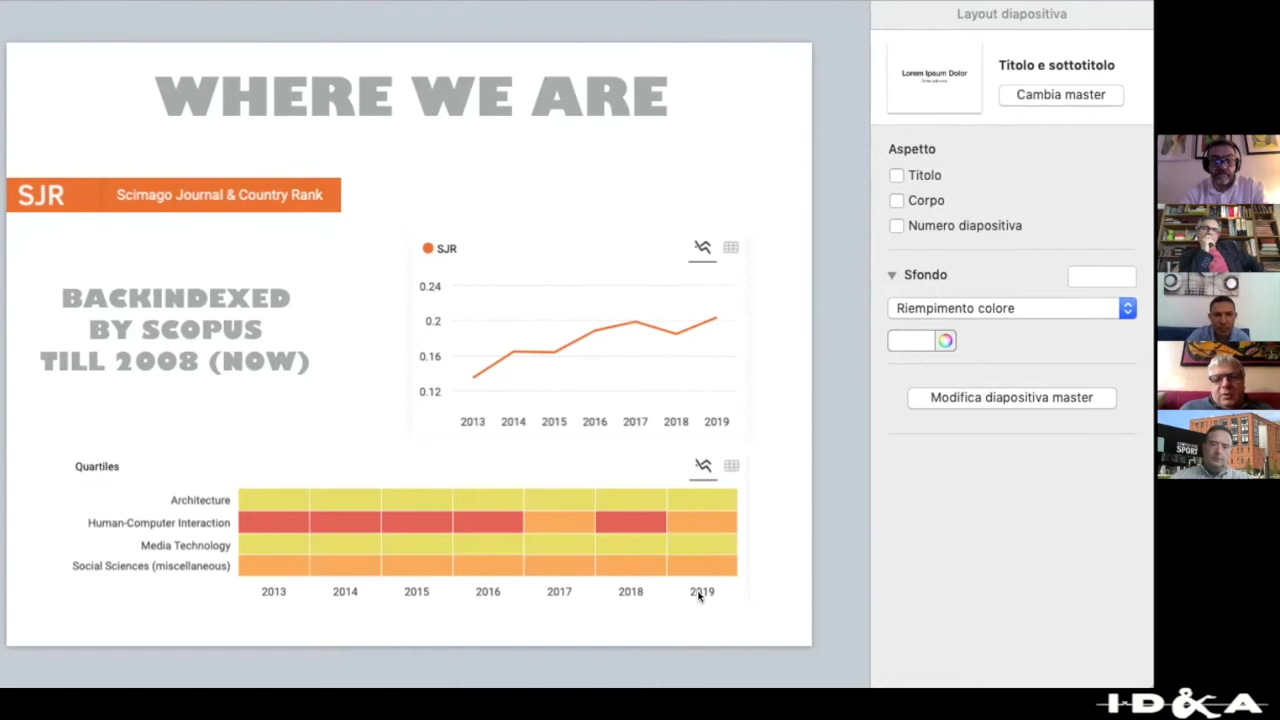 Layout diapositiva
WHERE WE ARE
Lorem Ipsum Dolor
Titolo e sottotitolo
Cambia master
Aspetto
Titolo
Corpo
Numero diapositiva
Sfondo
Riempimento colore
Modifica diapositiva master
SJR Scimago Journal & Country Rank
BACKINDEXED
BY SCOPUS
TILL 2008 (NOW)
SJR
0.24
0.2
0.16
0.12
2013 2014 2015 2016 2017 2018 2019
Quartiles
Architecture
Human-Computer Interaction
Media Technology
Social Sciences (miscellaneous)
2013 2014 2015 2016 2017 2018 2019
SPORT
ID&A